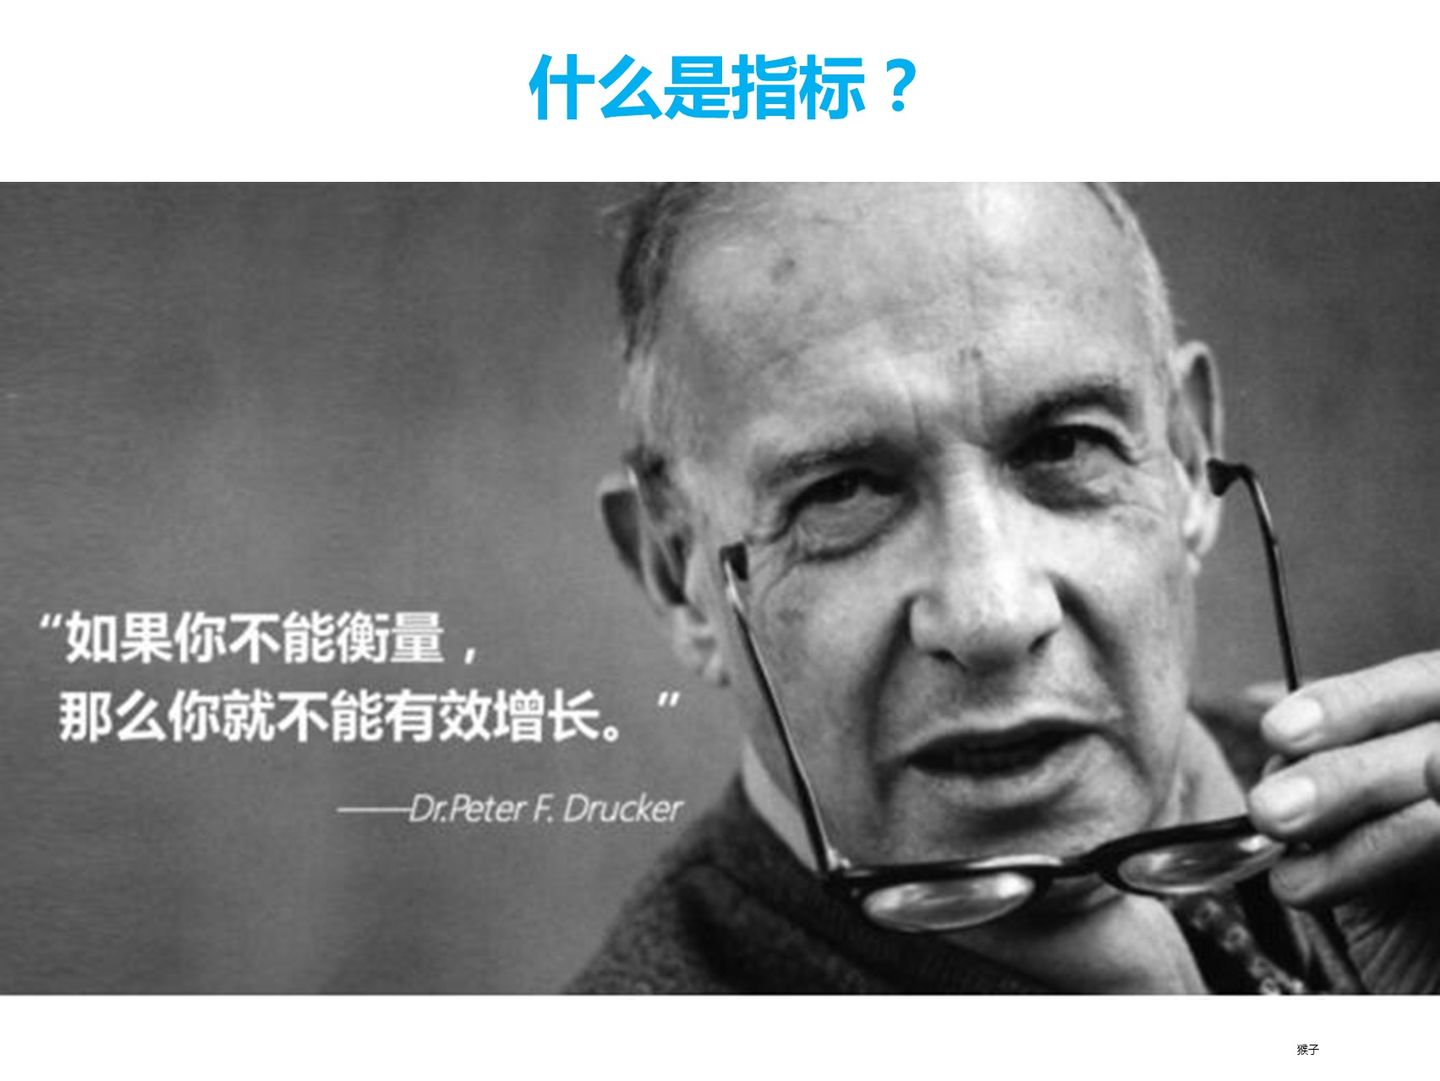 什么是指标？
“如果你不能衡量，
那么你就不能有效增长。”
——Dr.Peter F. Drucker
猴子